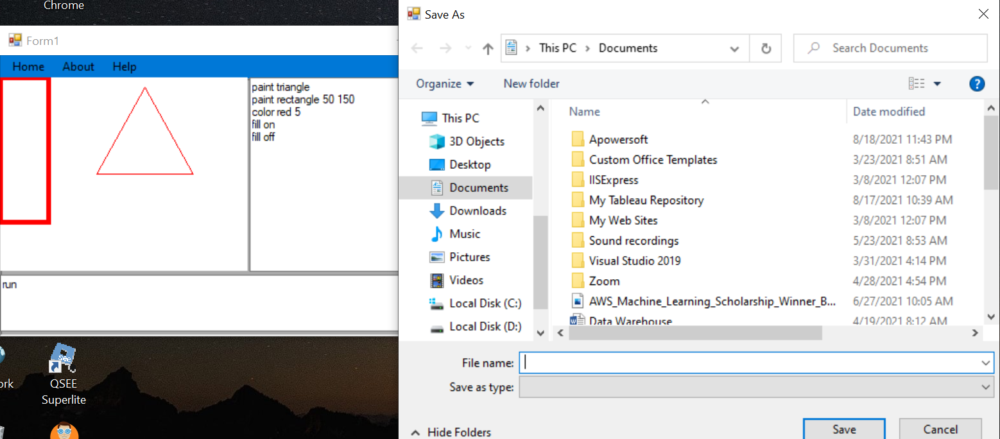 Chrome
Form1
Home About Help
paint triangle
paint rectangle 50 150
color red 5
fill on
fill off
run
ork
QSEE
Superlite
Save As
This PC > Documents
Search Documents
Organize
New folder
This PC
3D Objects
Desktop
Documents
Downloads
Music
Pictures
Videos
Local Disk (C:)
Local Disk (D:)
Name Date modified
Apowersoft 8/18/2021 11:43 PM
Custom Office Templates 3/23/2021 8:51 AM
IISExpress 3/8/2021 12:07 PM
My Tableau Repository 8/17/2021 10:39 AM
My Web Sites 3/8/2021 12:07 PM
Sound recordings 5/23/2021 8:53 AM
Visual Studio 2019 3/31/2021 4:14 PM
Zoom 4/28/2021 4:54 PM
AWS_Machine_Learning_Scholarship_Winner_B... 6/27/2021 10:05 AM
Data Warehouse 4/19/2021 8:12 AM
File name:
Save as type:
Hide Folders
Save Cancel